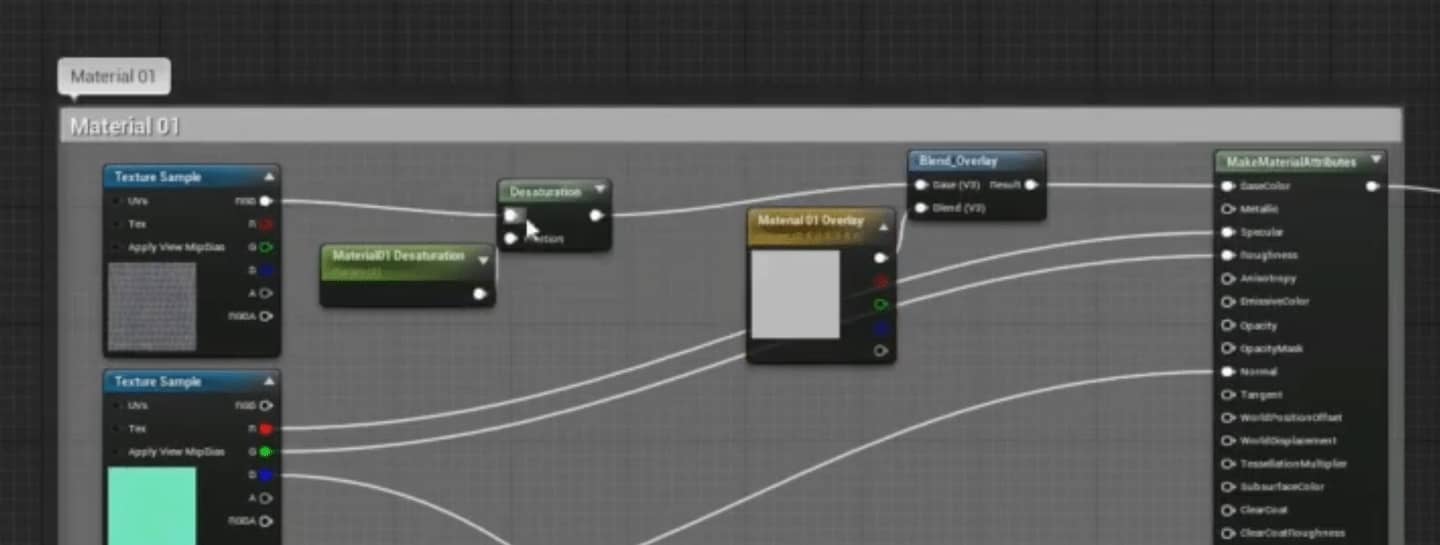 Material 01
Material 01
Texture Sample
UVs
RGB
Tex
R
Apply View MipBias
G
B
A
RGBA
Material01 Desaturation
Desaturation
Material 01 Overlay
Blend_Overlay
Base (V3)
Result
Blend (V3)
Texture Sample
UVs
RGB
Tex
R
Apply View MipBias
G
B
A
RGBA
MakeMaterialAttributes
BaseColor
Metallic
Specular
Roughness
Anisotropy
EmissiveColor
Opacity
OpacityMask
Normal
Tangent
WorldPositionOffset
WorldDisplacement
TessellationMultiplier
SubsurfaceColor
ClearCoat
ClearCoatRoughness